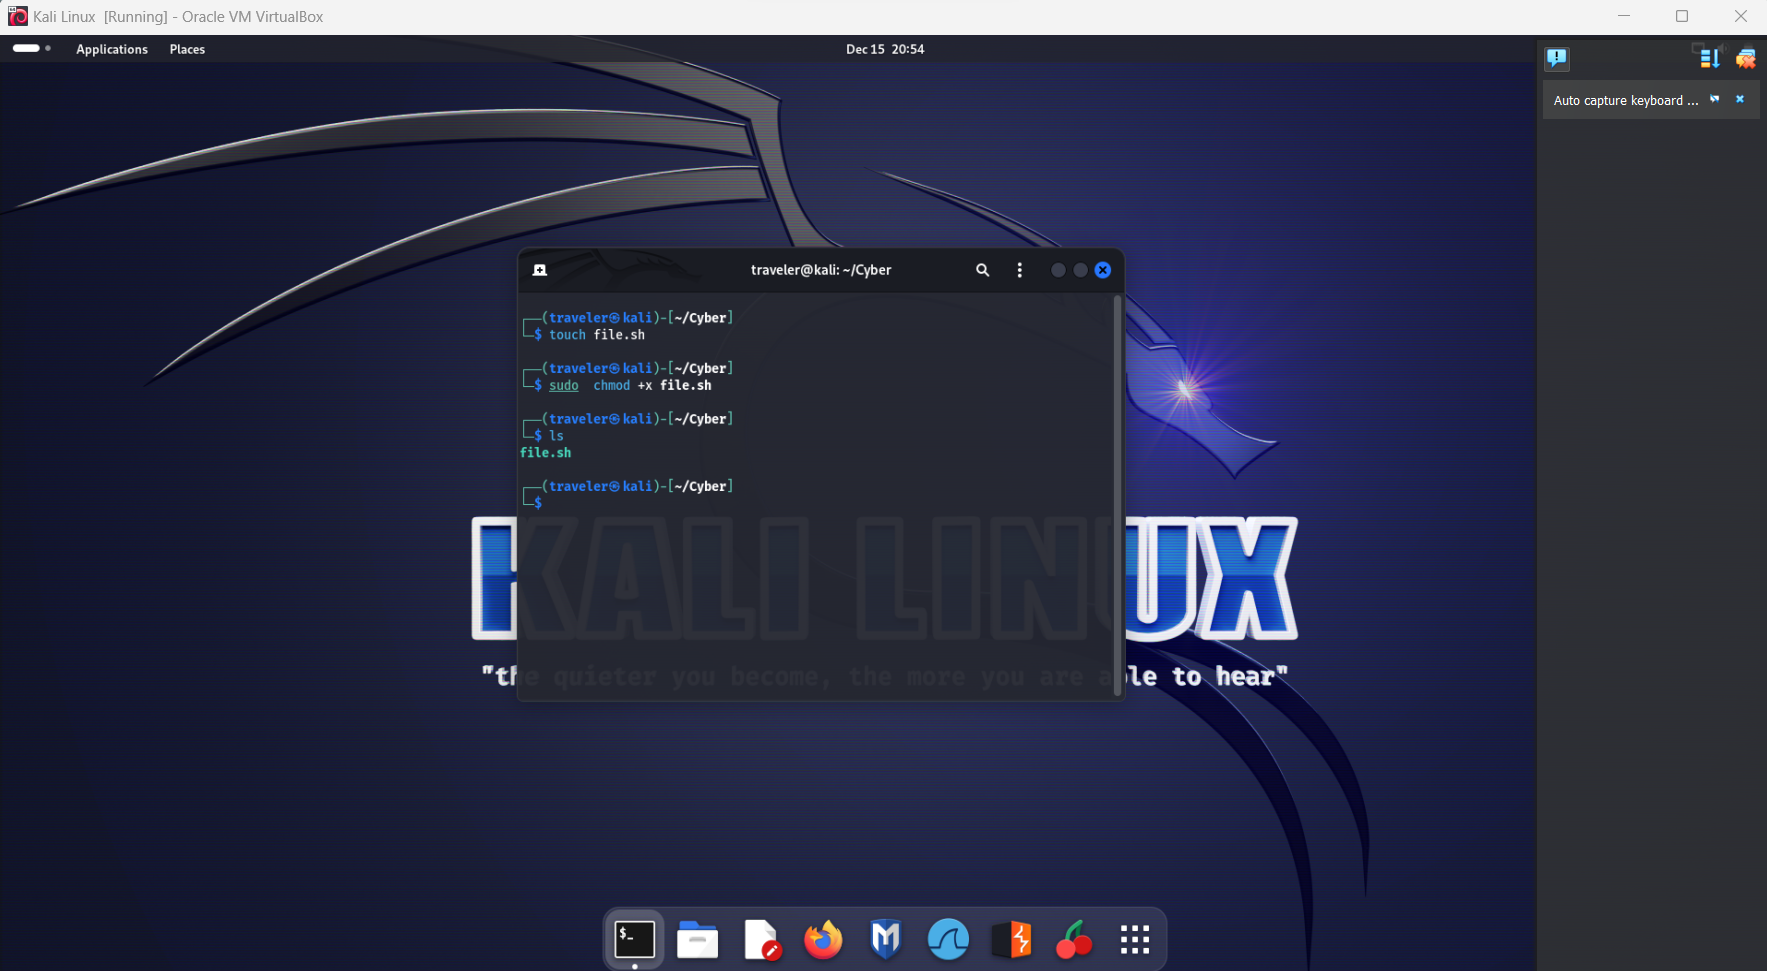 Kali Linux  [Running] - Oracle VM VirtualBox
Applications Places Dec 15 20:54
Auto capture keyboard ...
traveler@kali: ~/Cyber
┌──(traveler㉿kali)-[~/Cyber]
└─$ touch file.sh
┌──(traveler㉿kali)-[~/Cyber]
└─$ sudo  chmod +x file.sh
┌──(traveler㉿kali)-[~/Cyber]
└─$ ls
file.sh
┌──(traveler㉿kali)-[~/Cyber]
└─$
KALI LINUX
"the quieter you become, the more you are able to hear"
$_